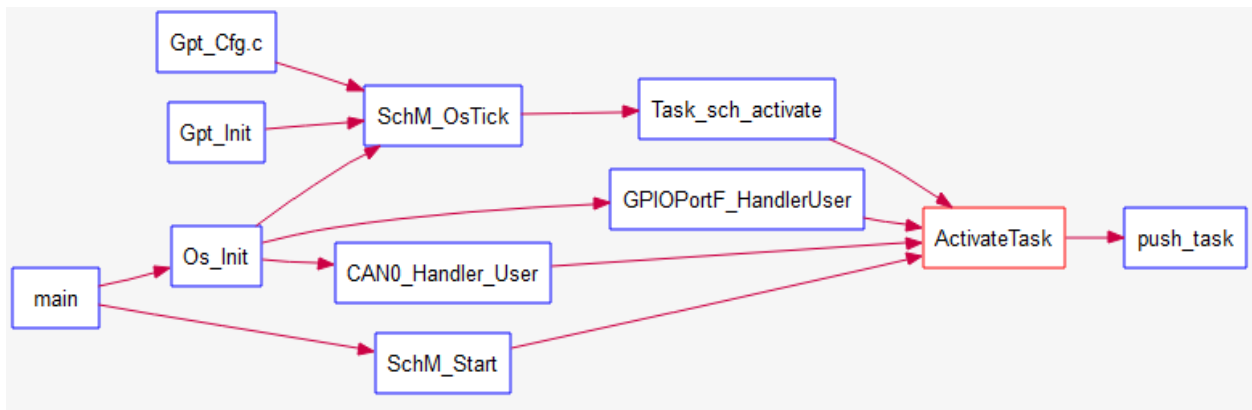 Gpt_Cfg.c
Gpt_Init
SchM_OsTick
Task_sch_activate
GPIOPortF_HandlerUser
Os_Init
CAN0_Handler_User
main
SchM_Start
ActivateTask
push_task